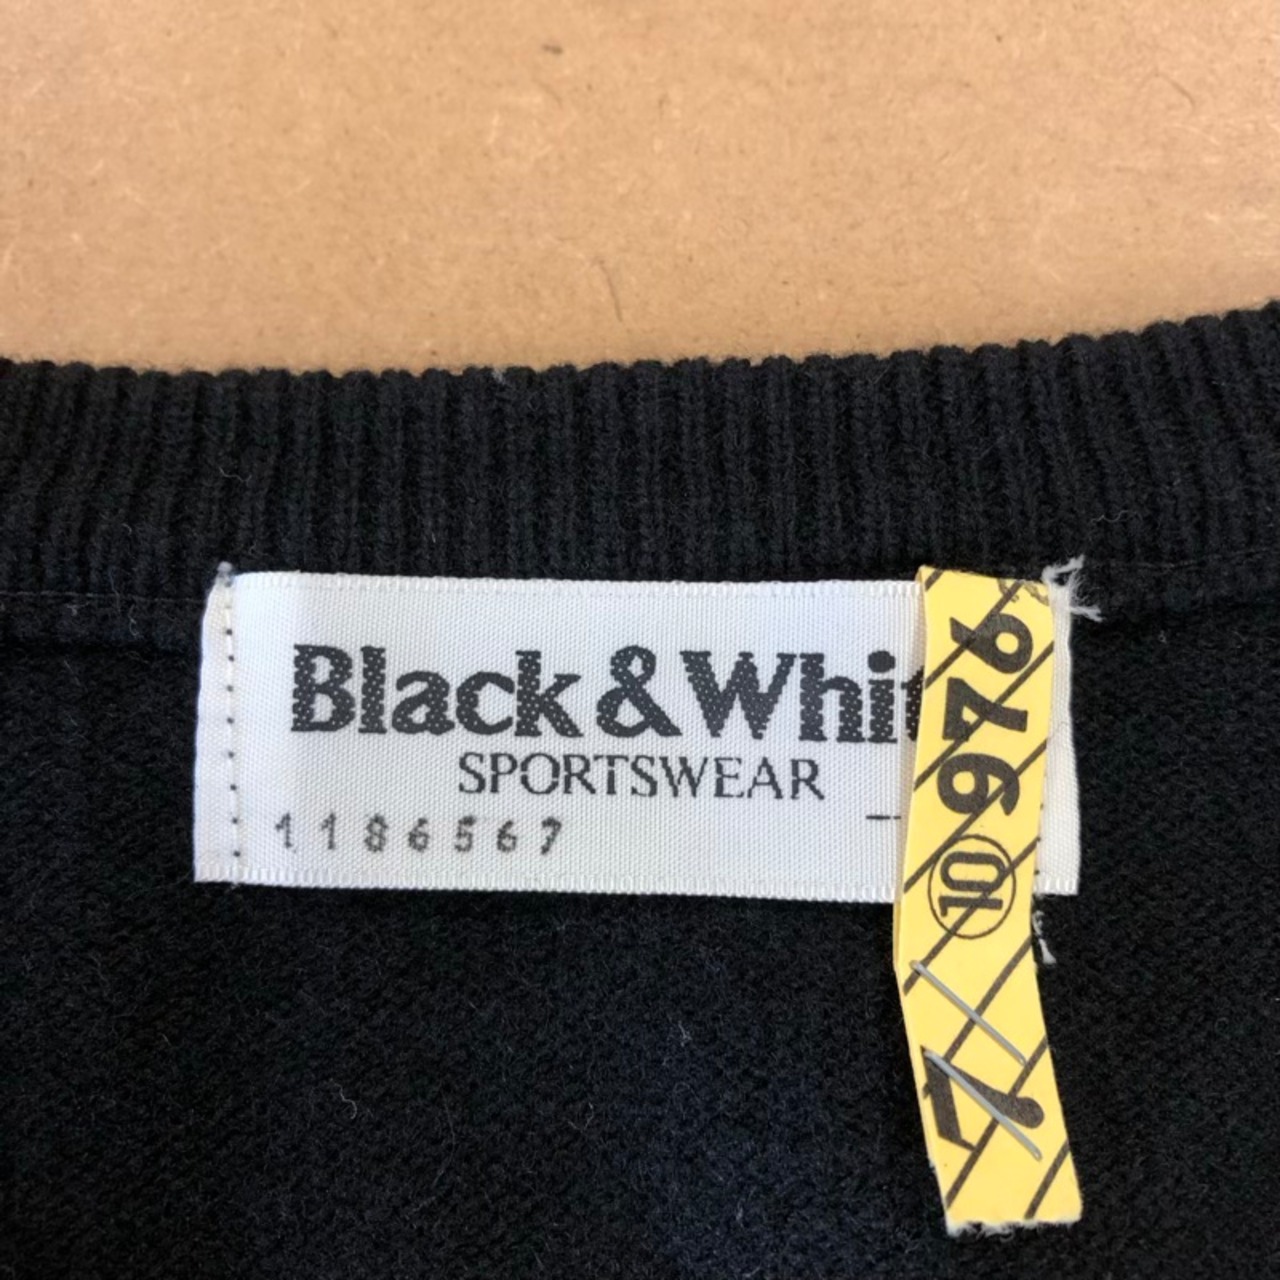 Black & Whit
SPORTSWEAR
1186567
976
10